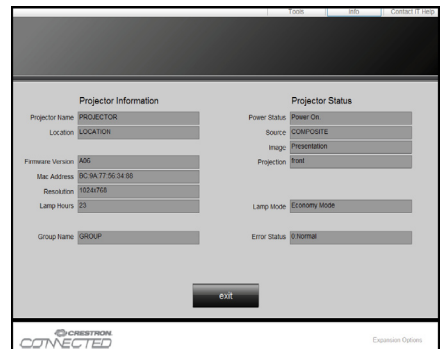 Tools Info Contact IT Help
Projector Information
Projector Name PROJECTOR
Location LOCATION
Firmware Version A06
Mac Address BC:9A:77:56:34:88
Resolution 1024x768
Lamp Hours 23
Group Name GROUP
Projector Status
Power Status Power On.
Source COMPOSITE
Image Presentation
Projection front
Lamp Mode Economy Mode
Error Status 0:Normal
exit
CRESTRON.
CONNECTED
Expansion Options